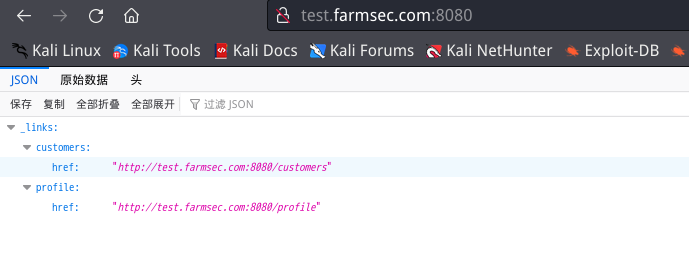 test.farmsec.com:8080
Kali Linux Kali Tools Kali Docs Kali Forums Kali NetHunter Exploit-DB
JSON 原始数据 头
保存 复制 全部折叠 全部展开 过滤 JSON
_links:
customers:
href: "http://test.farmsec.com:8080/customers"
profile:
href: "http://test.farmsec.com:8080/profile"